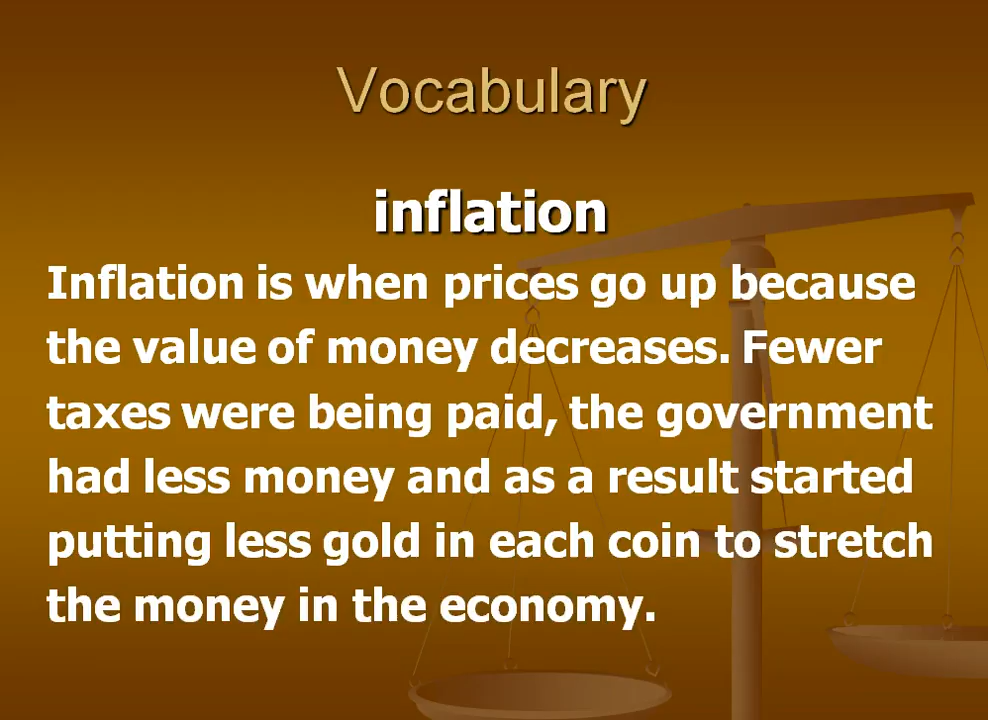 Vocabulary
inflation
Inflation is when prices go up because
the value of money decreases. Fewer
taxes were being paid, the government
had less money and as a result started
putting less gold in each coin to stretch
the money in the economy.